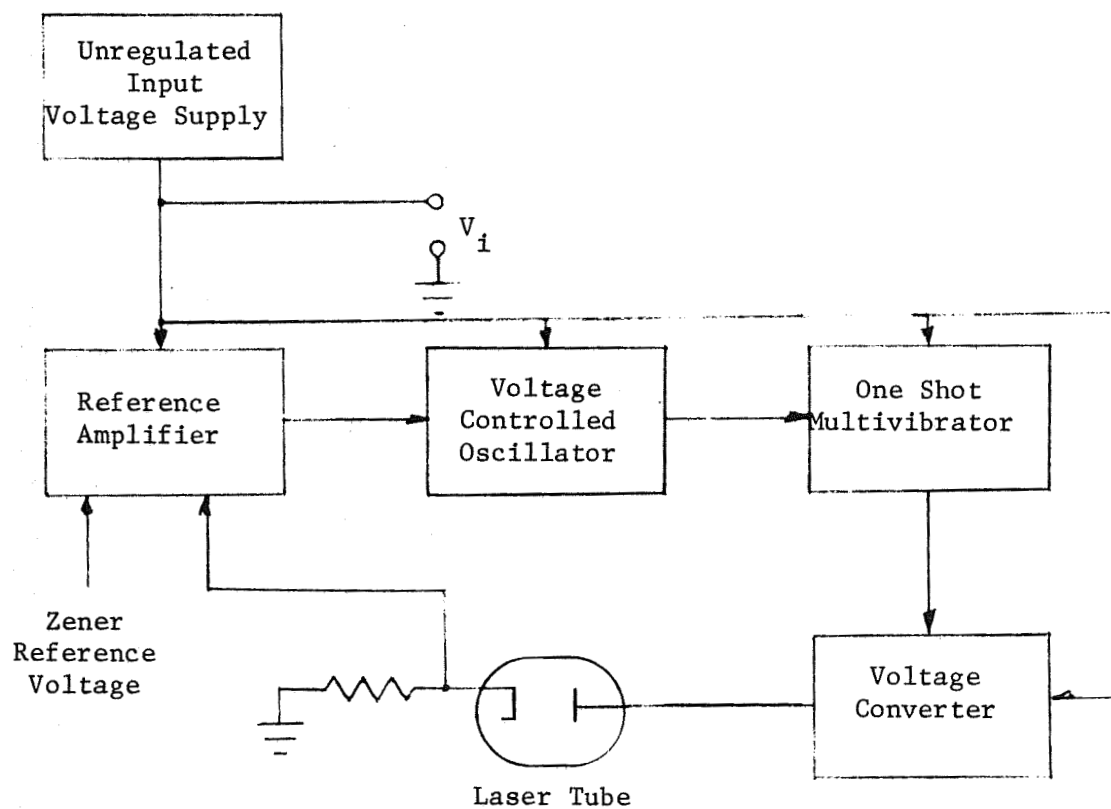 Unregulated
Input
Voltage Supply
V_i
Reference
Amplifier
Voltage
Controlled
Oscillator
One Shot
Multivibrator
Zener
Reference
Voltage
Voltage
Converter
Laser Tube